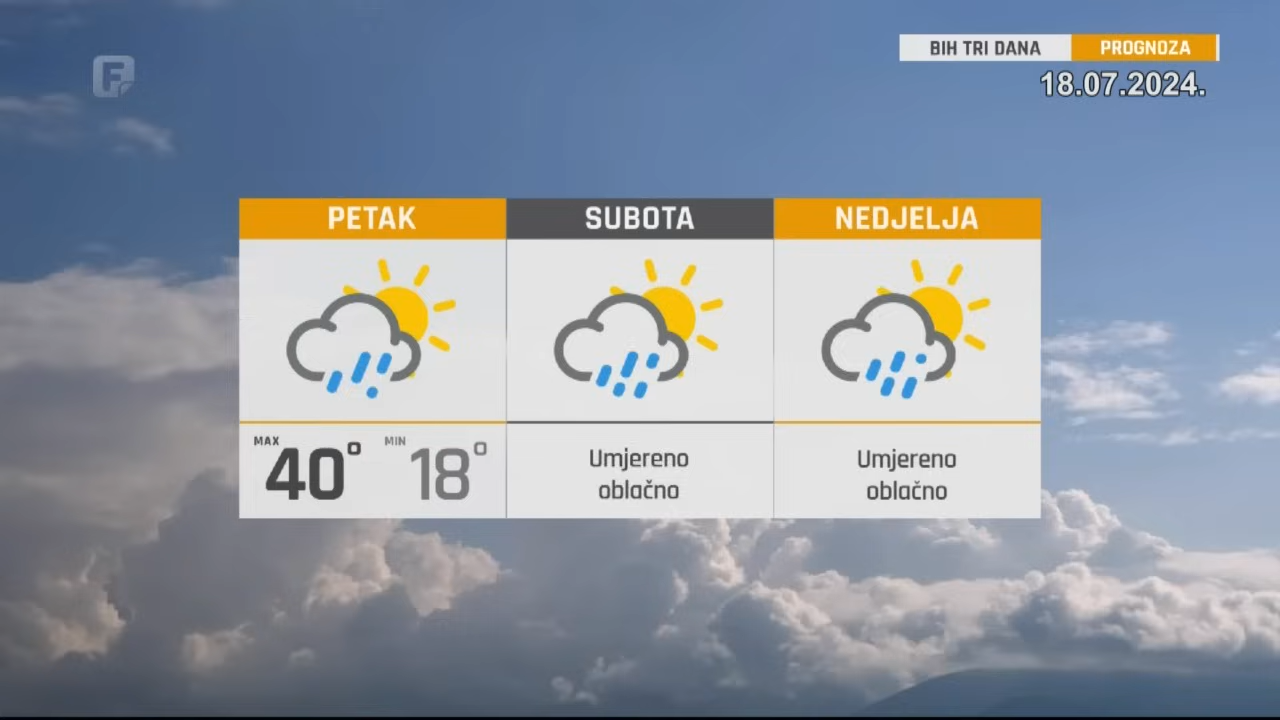 F
BIH TRI DANA PROGNOZA
18.07.2024.
PETAK SUBOTA NEDJELJA
MAX 40° MIN 18°
Umjereno
oblačno
Umjereno
oblačno